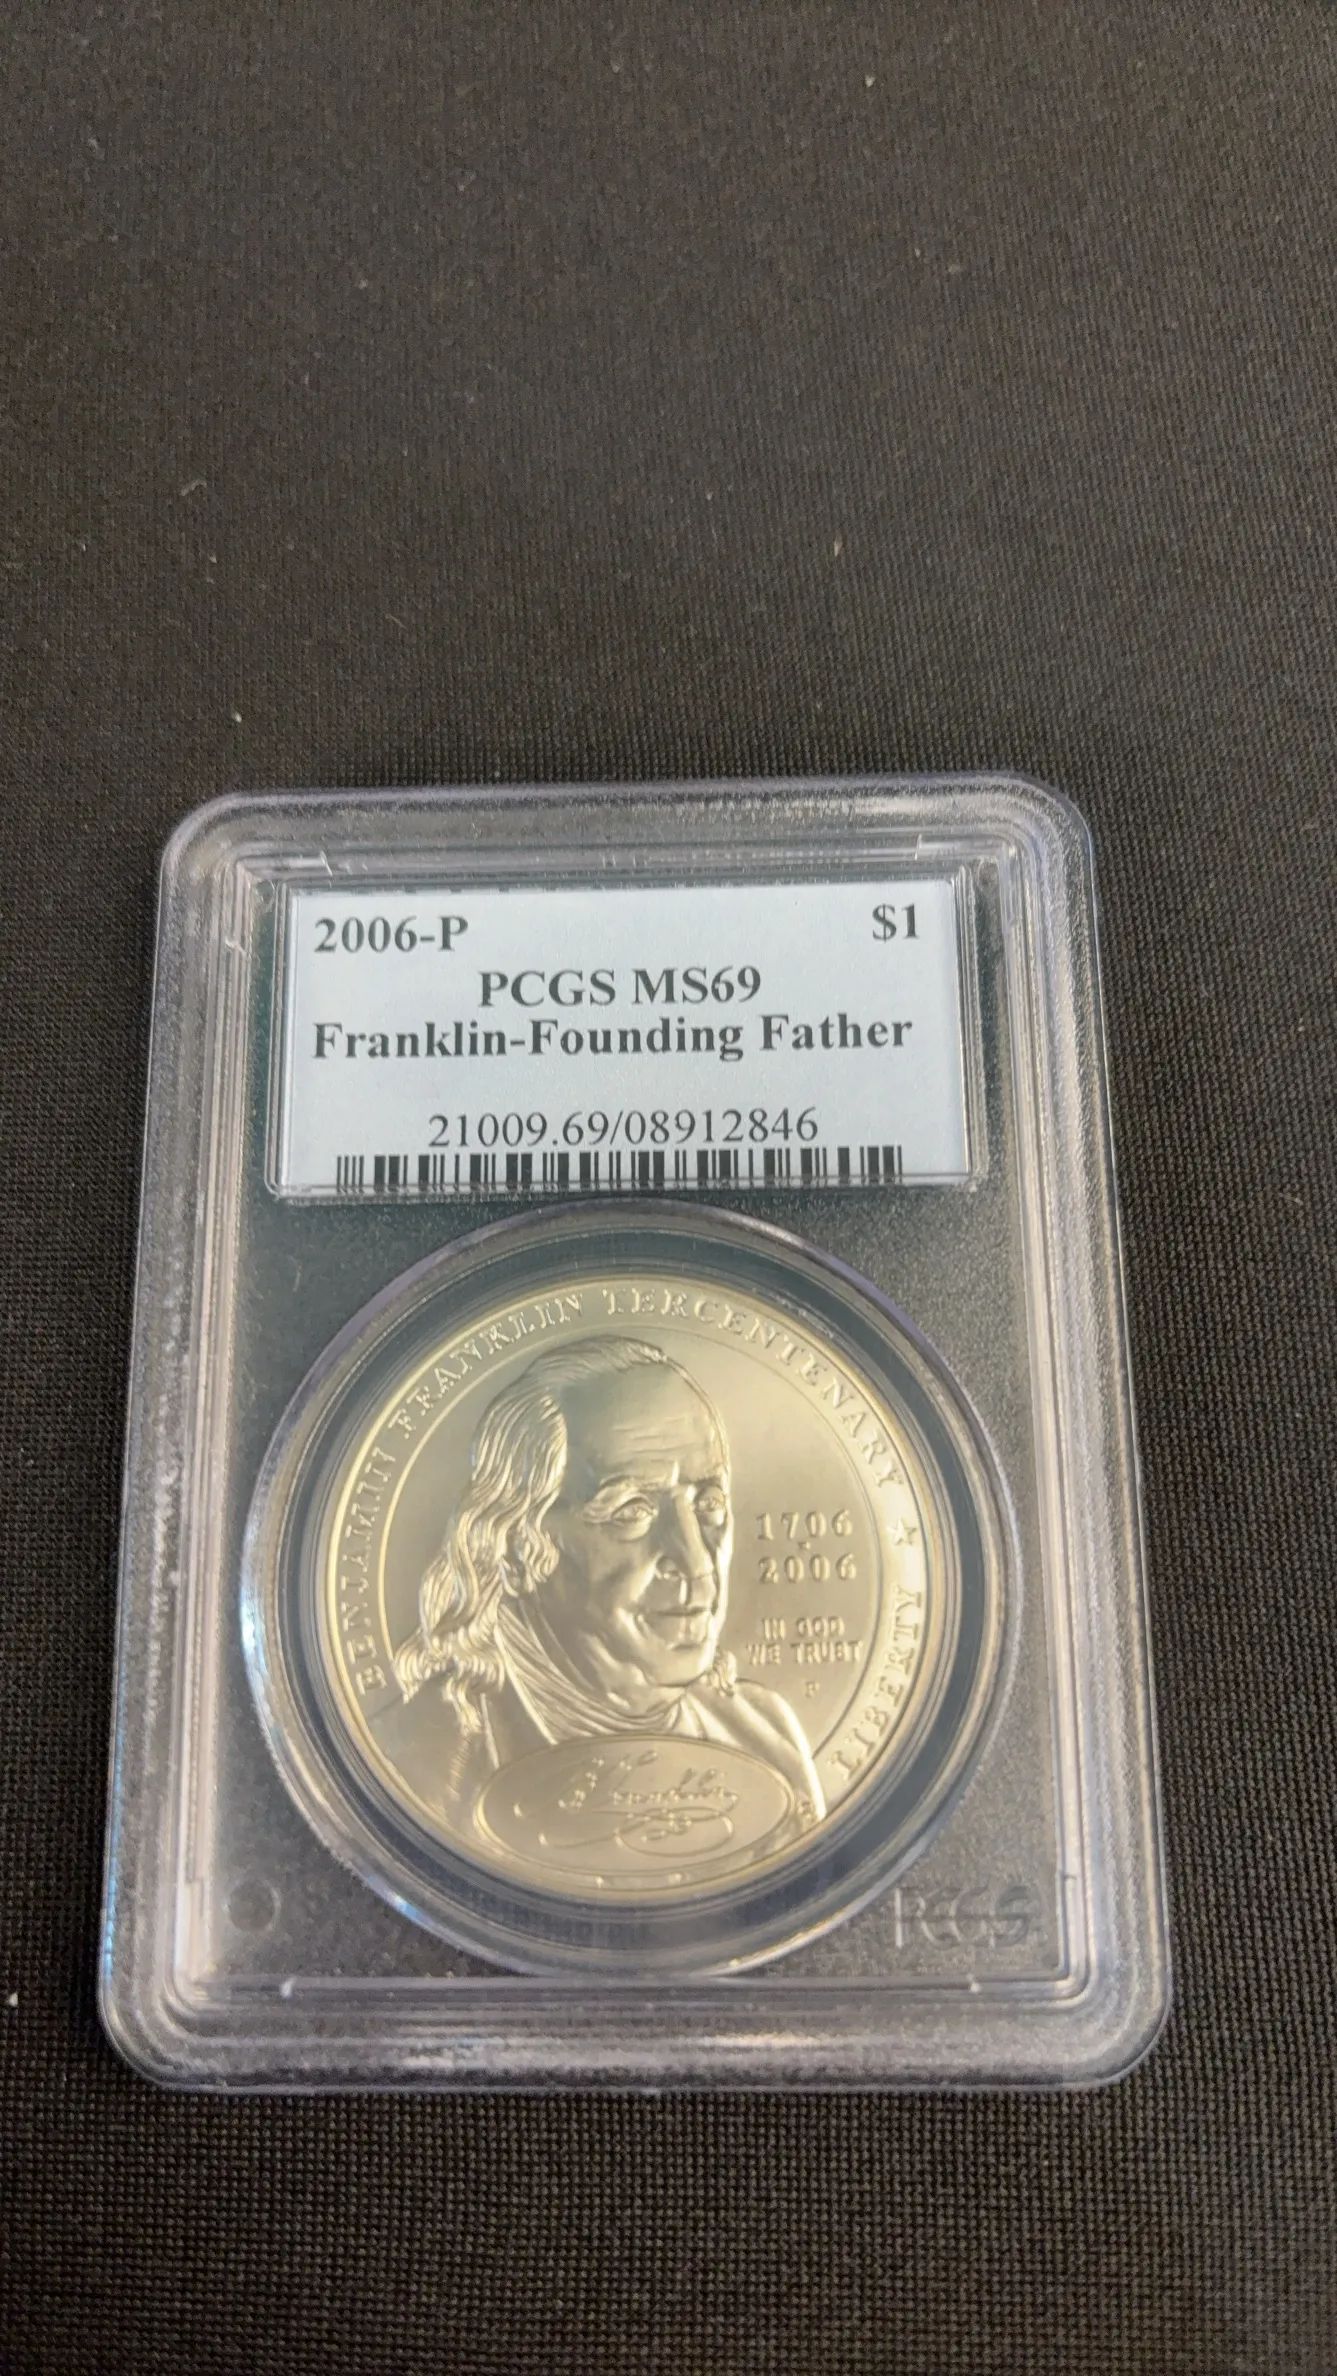 2006-P $1
PCGS MS69
Franklin-Founding Father
21009.69/08912846
BENJAMIN FRANKLIN TERCENTENARY ★ LIBERTY
1706
-
2006
IN GOD
WE TRUST
P
B Franklin
PCGS